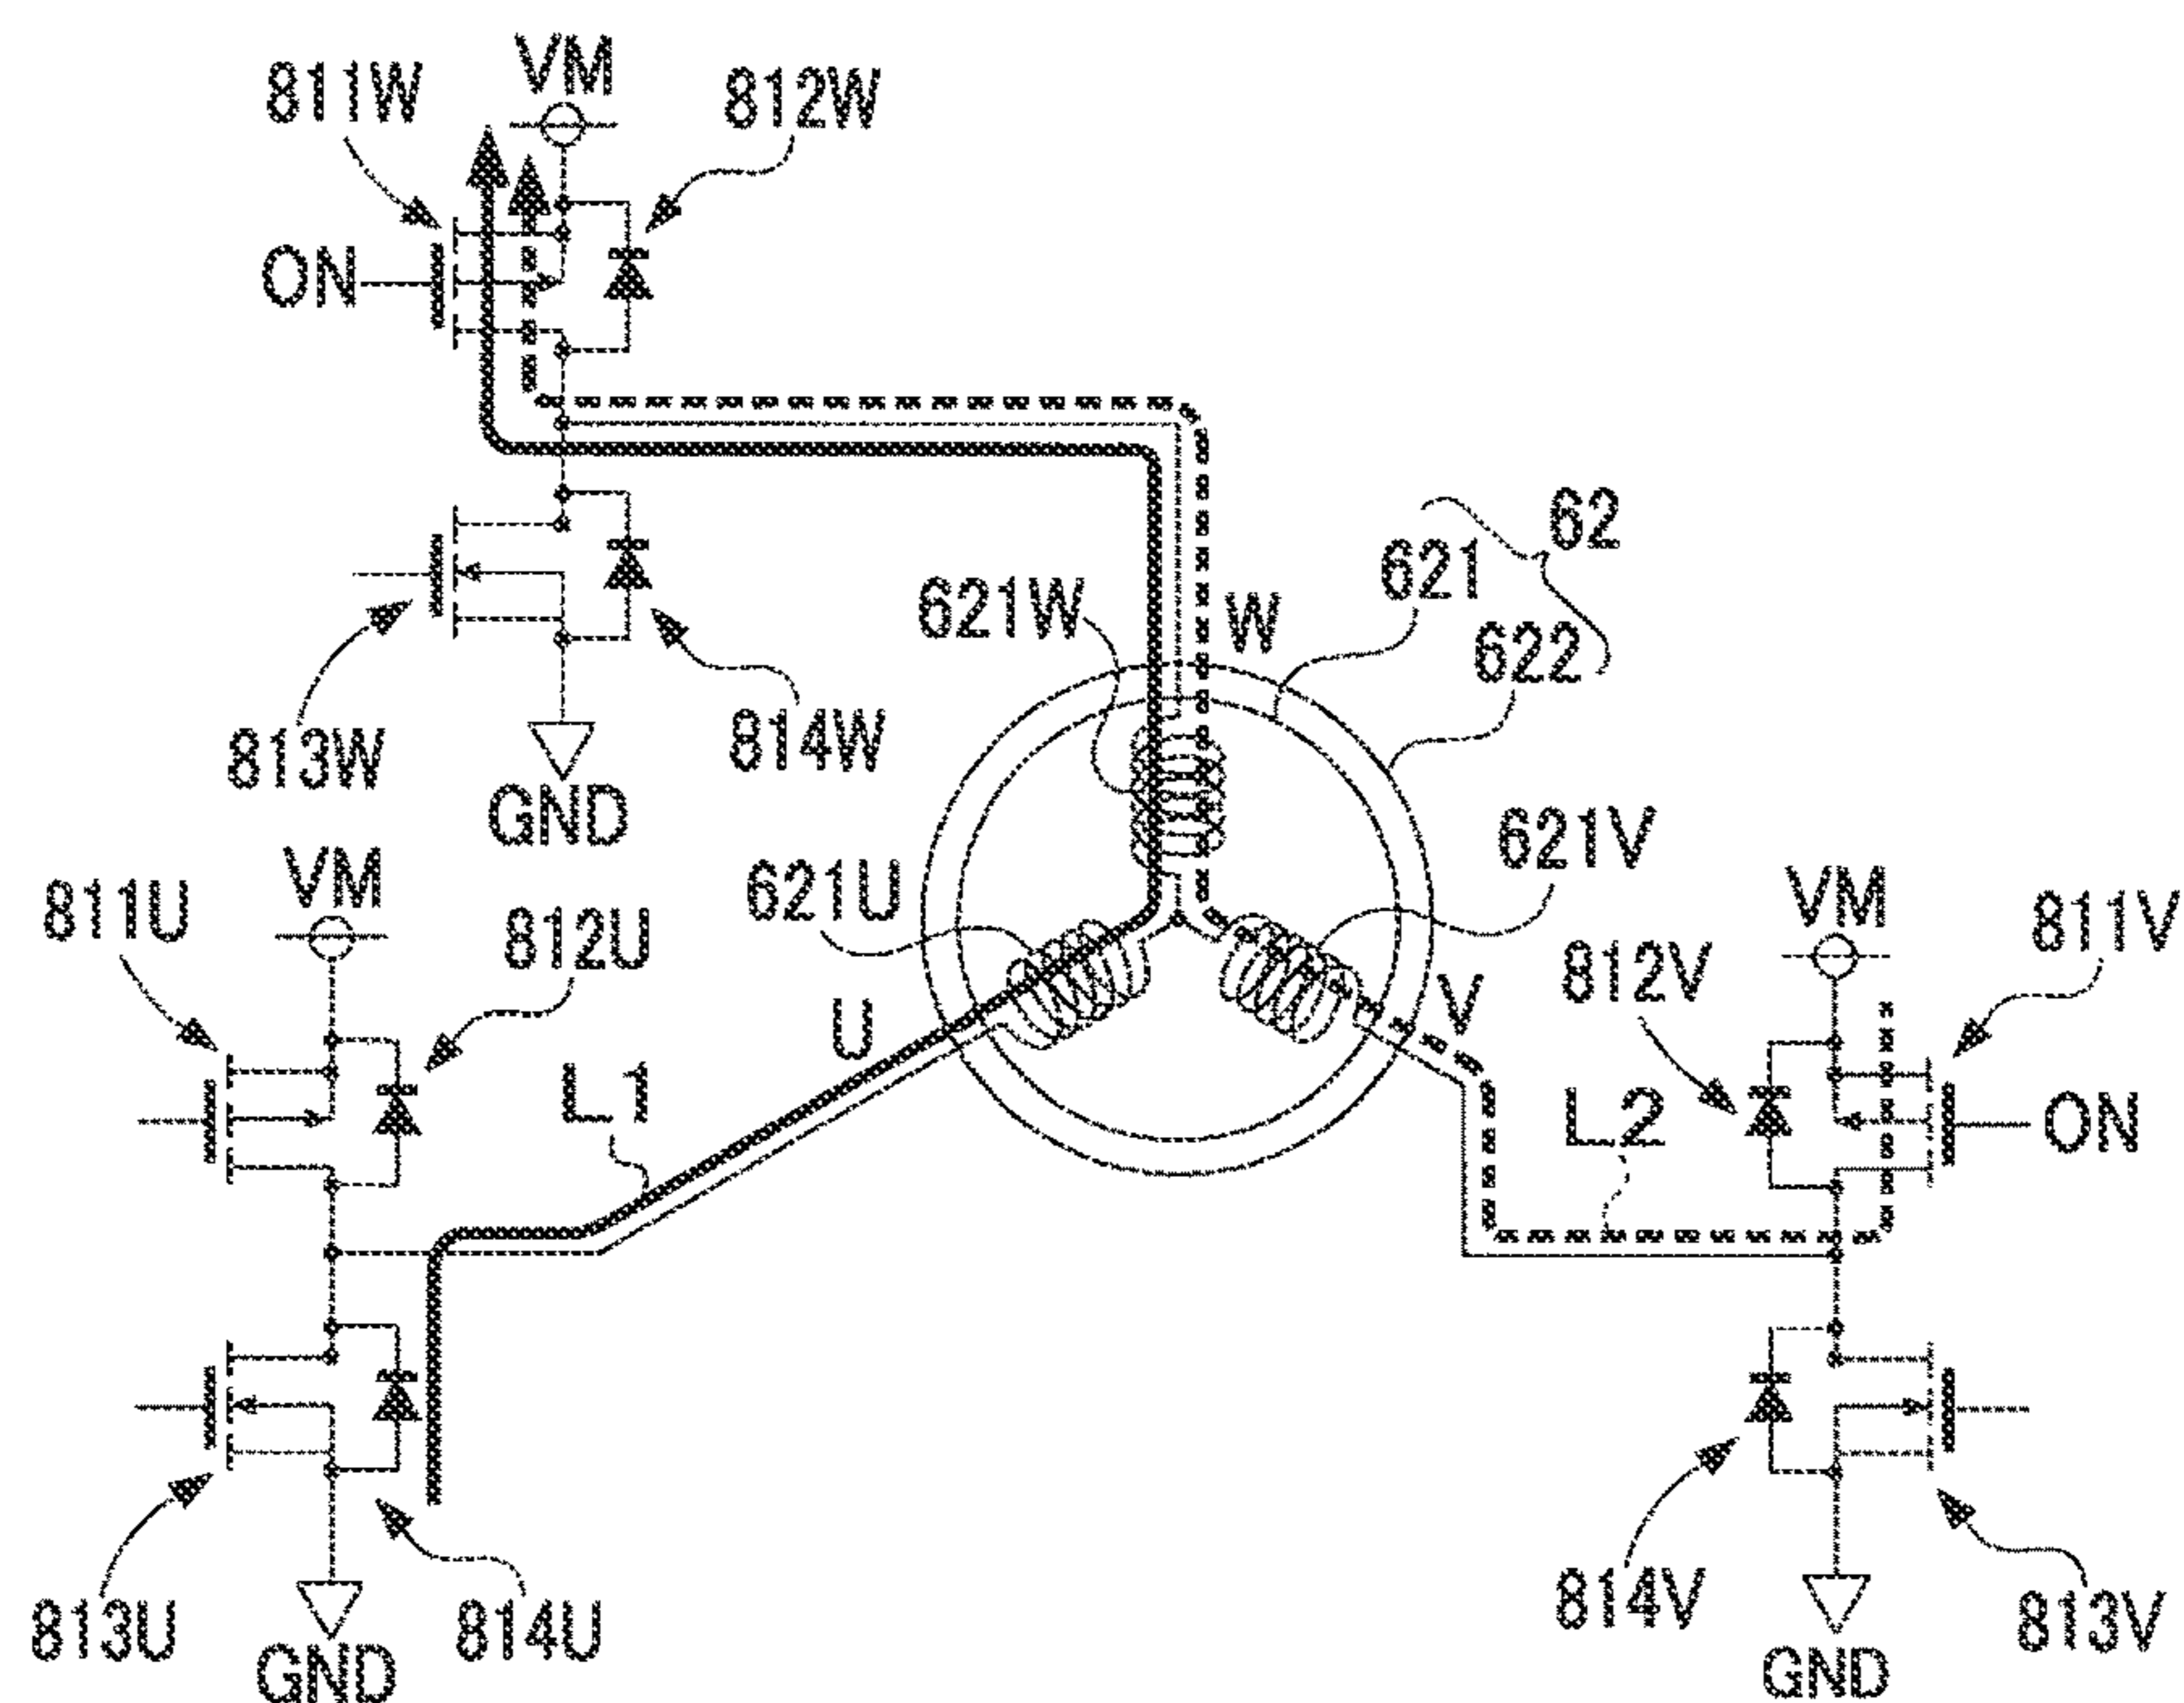 811W
VM
812W
ON
62
621
621W
W
622
813W
814W
GND
621V
VM
621U
VM
811V
811U
812U
812V
U
V
L1
L2
ON
814V
813U
814U
813V
GND
GND